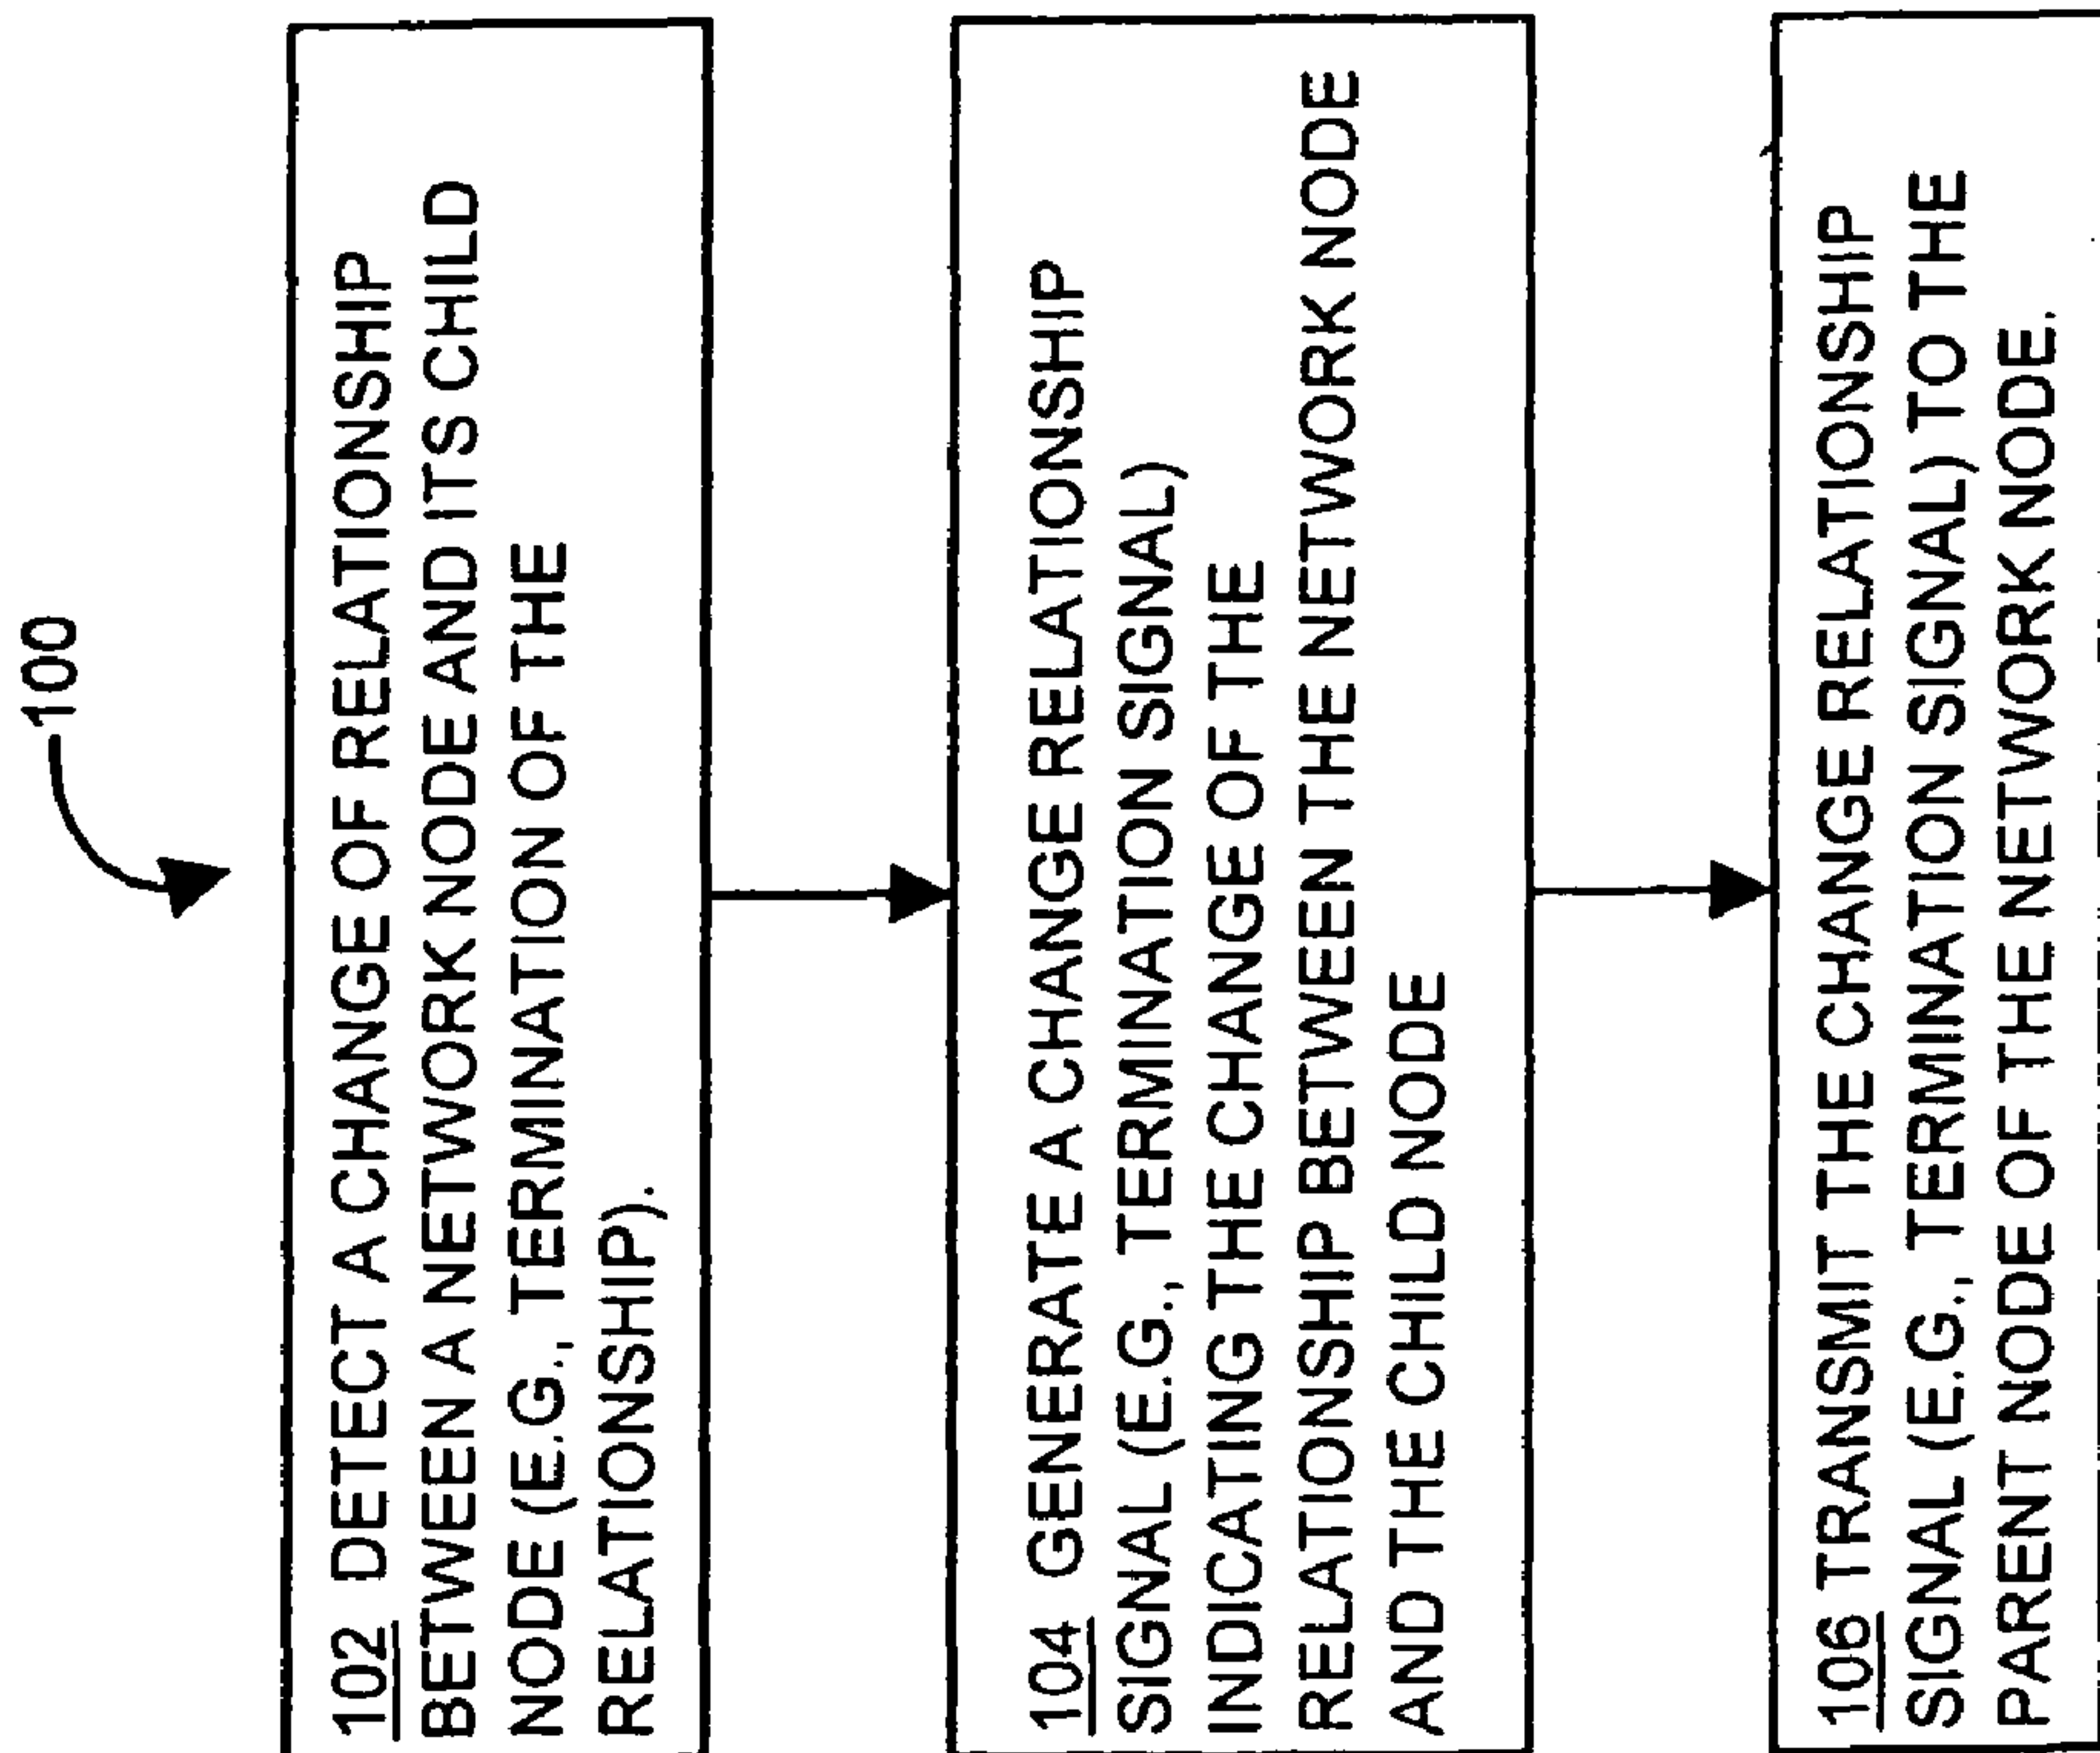 100
102 DETECT A CHANGE OF RELATIONSHIP
BETWEEN A NETWORK NODE AND ITS CHILD
NODE (E.G., TERMINATION OF THE
RELATIONSHIP).
104 GENERATE A CHANGE RELATIONSHIP
SIGNAL (E.G., TERMINATION SIGNAL)
INDICATING THE CHANGE OF THE
RELATIONSHIP BETWEEN THE NETWORK NODE
AND THE CHILD NODE
106 TRANSMIT THE CHANGE RELATIONSHIP
SIGNAL (E.G., TERMINATION SIGNAL) TO THE
PARENT NODE OF THE NETWORK NODE.